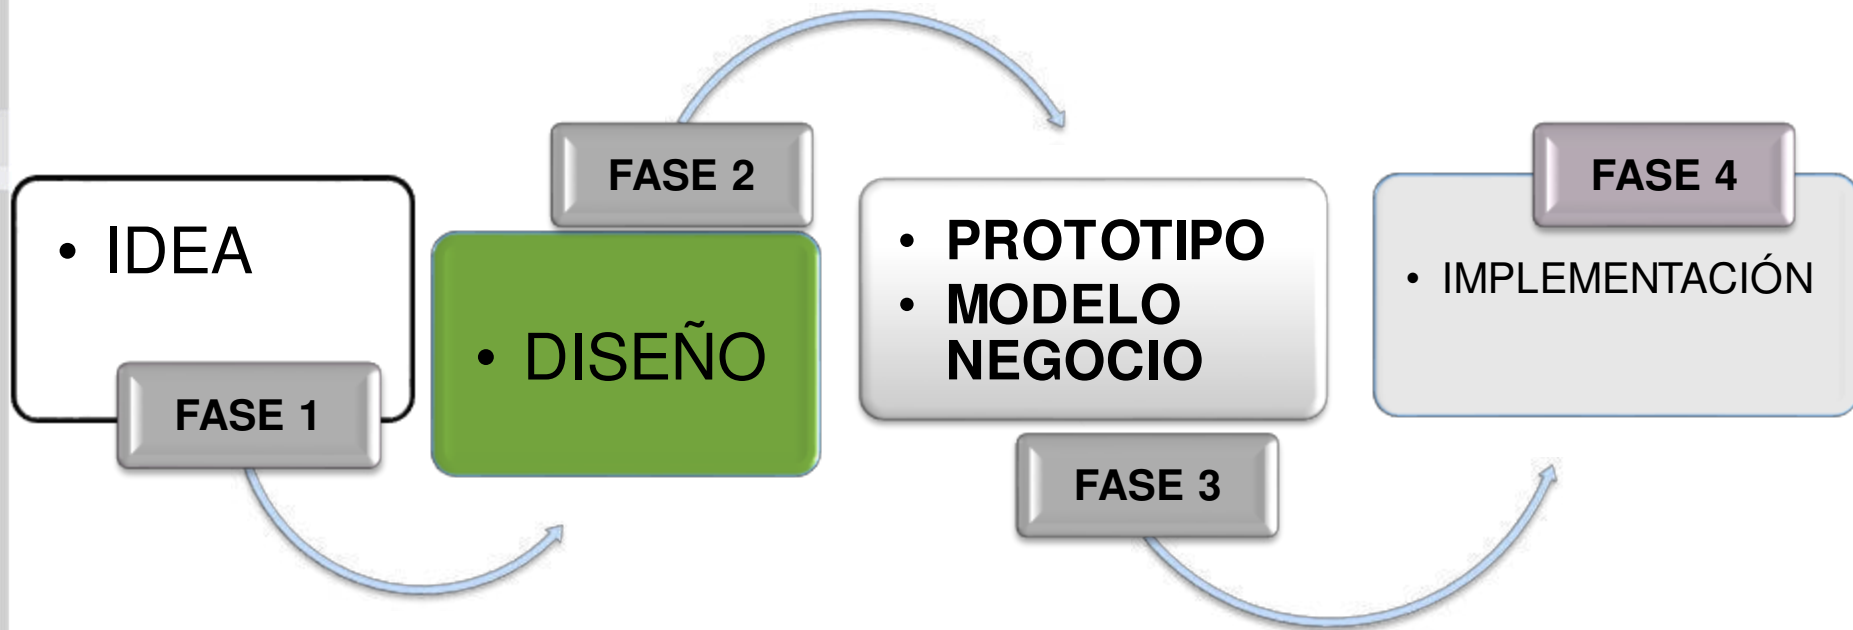 • IDEA
FASE 1
FASE 2
• DISEÑO
• PROTOTIPO
• MODELO
NEGOCIO
FASE 3
FASE 4
• IMPLEMENTACIÓN